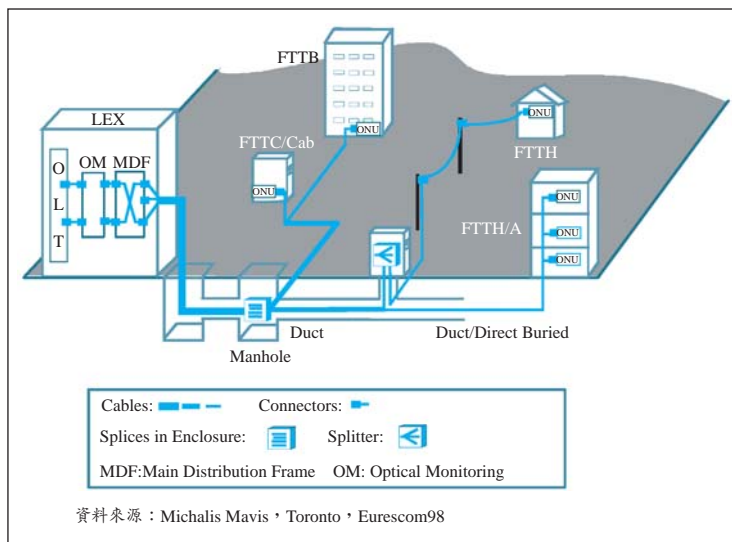 FTTB
LEX
ONU
ONU
OM MDF
FTTC/Cab
FTTH
O
L
T
ONU
ONU
FTTH/A
ONU
ONU
Duct
Duct/Direct Buried
Manhole
Cables:
Connectors:
Splices in Enclosure:
Splitter:
MDF:Main Distribution Frame OM: Optical Monitoring
資料來源：Michalis Mavis，Toronto，Eurescom98